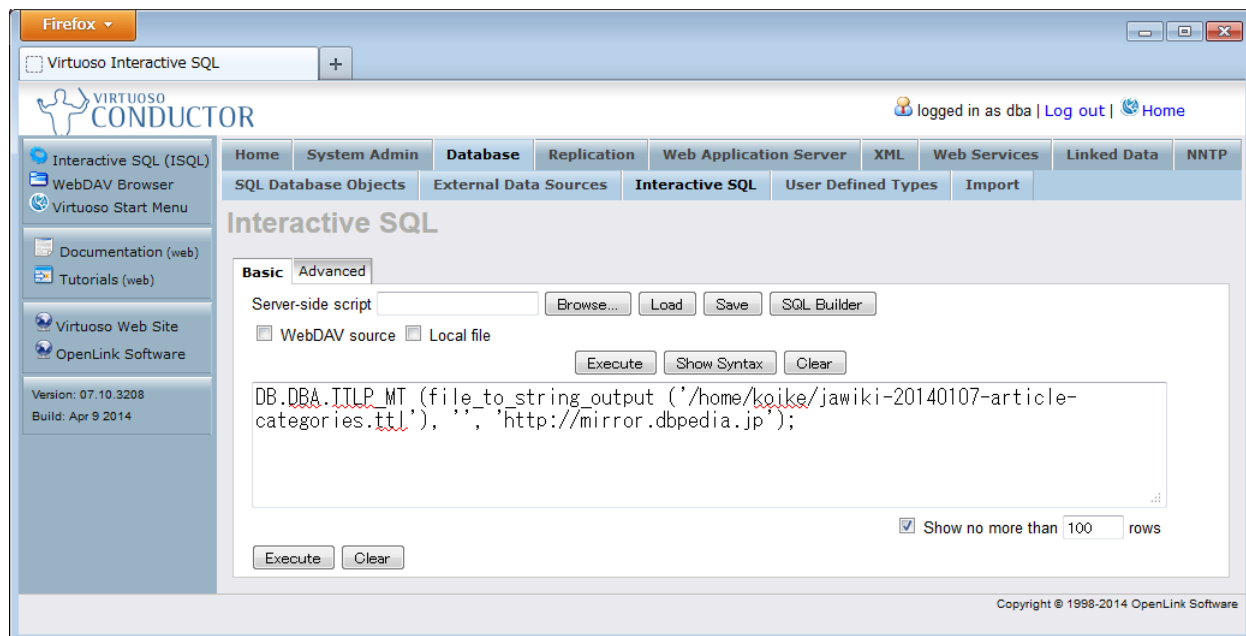 Firefox
Virtuoso Interactive SQL
+
VIRTUOSO
CONDUCTOR
logged in as dba | Log out | Home
Interactive SQL (ISQL)
WebDAV Browser
Virtuoso Start Menu
Documentation (web)
Tutorials (web)
Virtuoso Web Site
OpenLink Software
Version: 07.10.3208
Build: Apr 9 2014
Home System Admin Database Replication Web Application Server XML Web Services Linked Data NNTP
SQL Database Objects External Data Sources Interactive SQL User Defined Types Import
Interactive SQL
Basic Advanced
Server-side script Browse... Load Save SQL Builder
WebDAV source Local file
Execute Show Syntax Clear
DB.DBA.TTLP_MT (file_to_string_output ('/home/koike/jawiki-20140107-article-
categories.ttl'), '', 'http://mirror.dbpedia.jp');
Show no more than 100 rows
Execute Clear
Copyright © 1998-2014 OpenLink Software